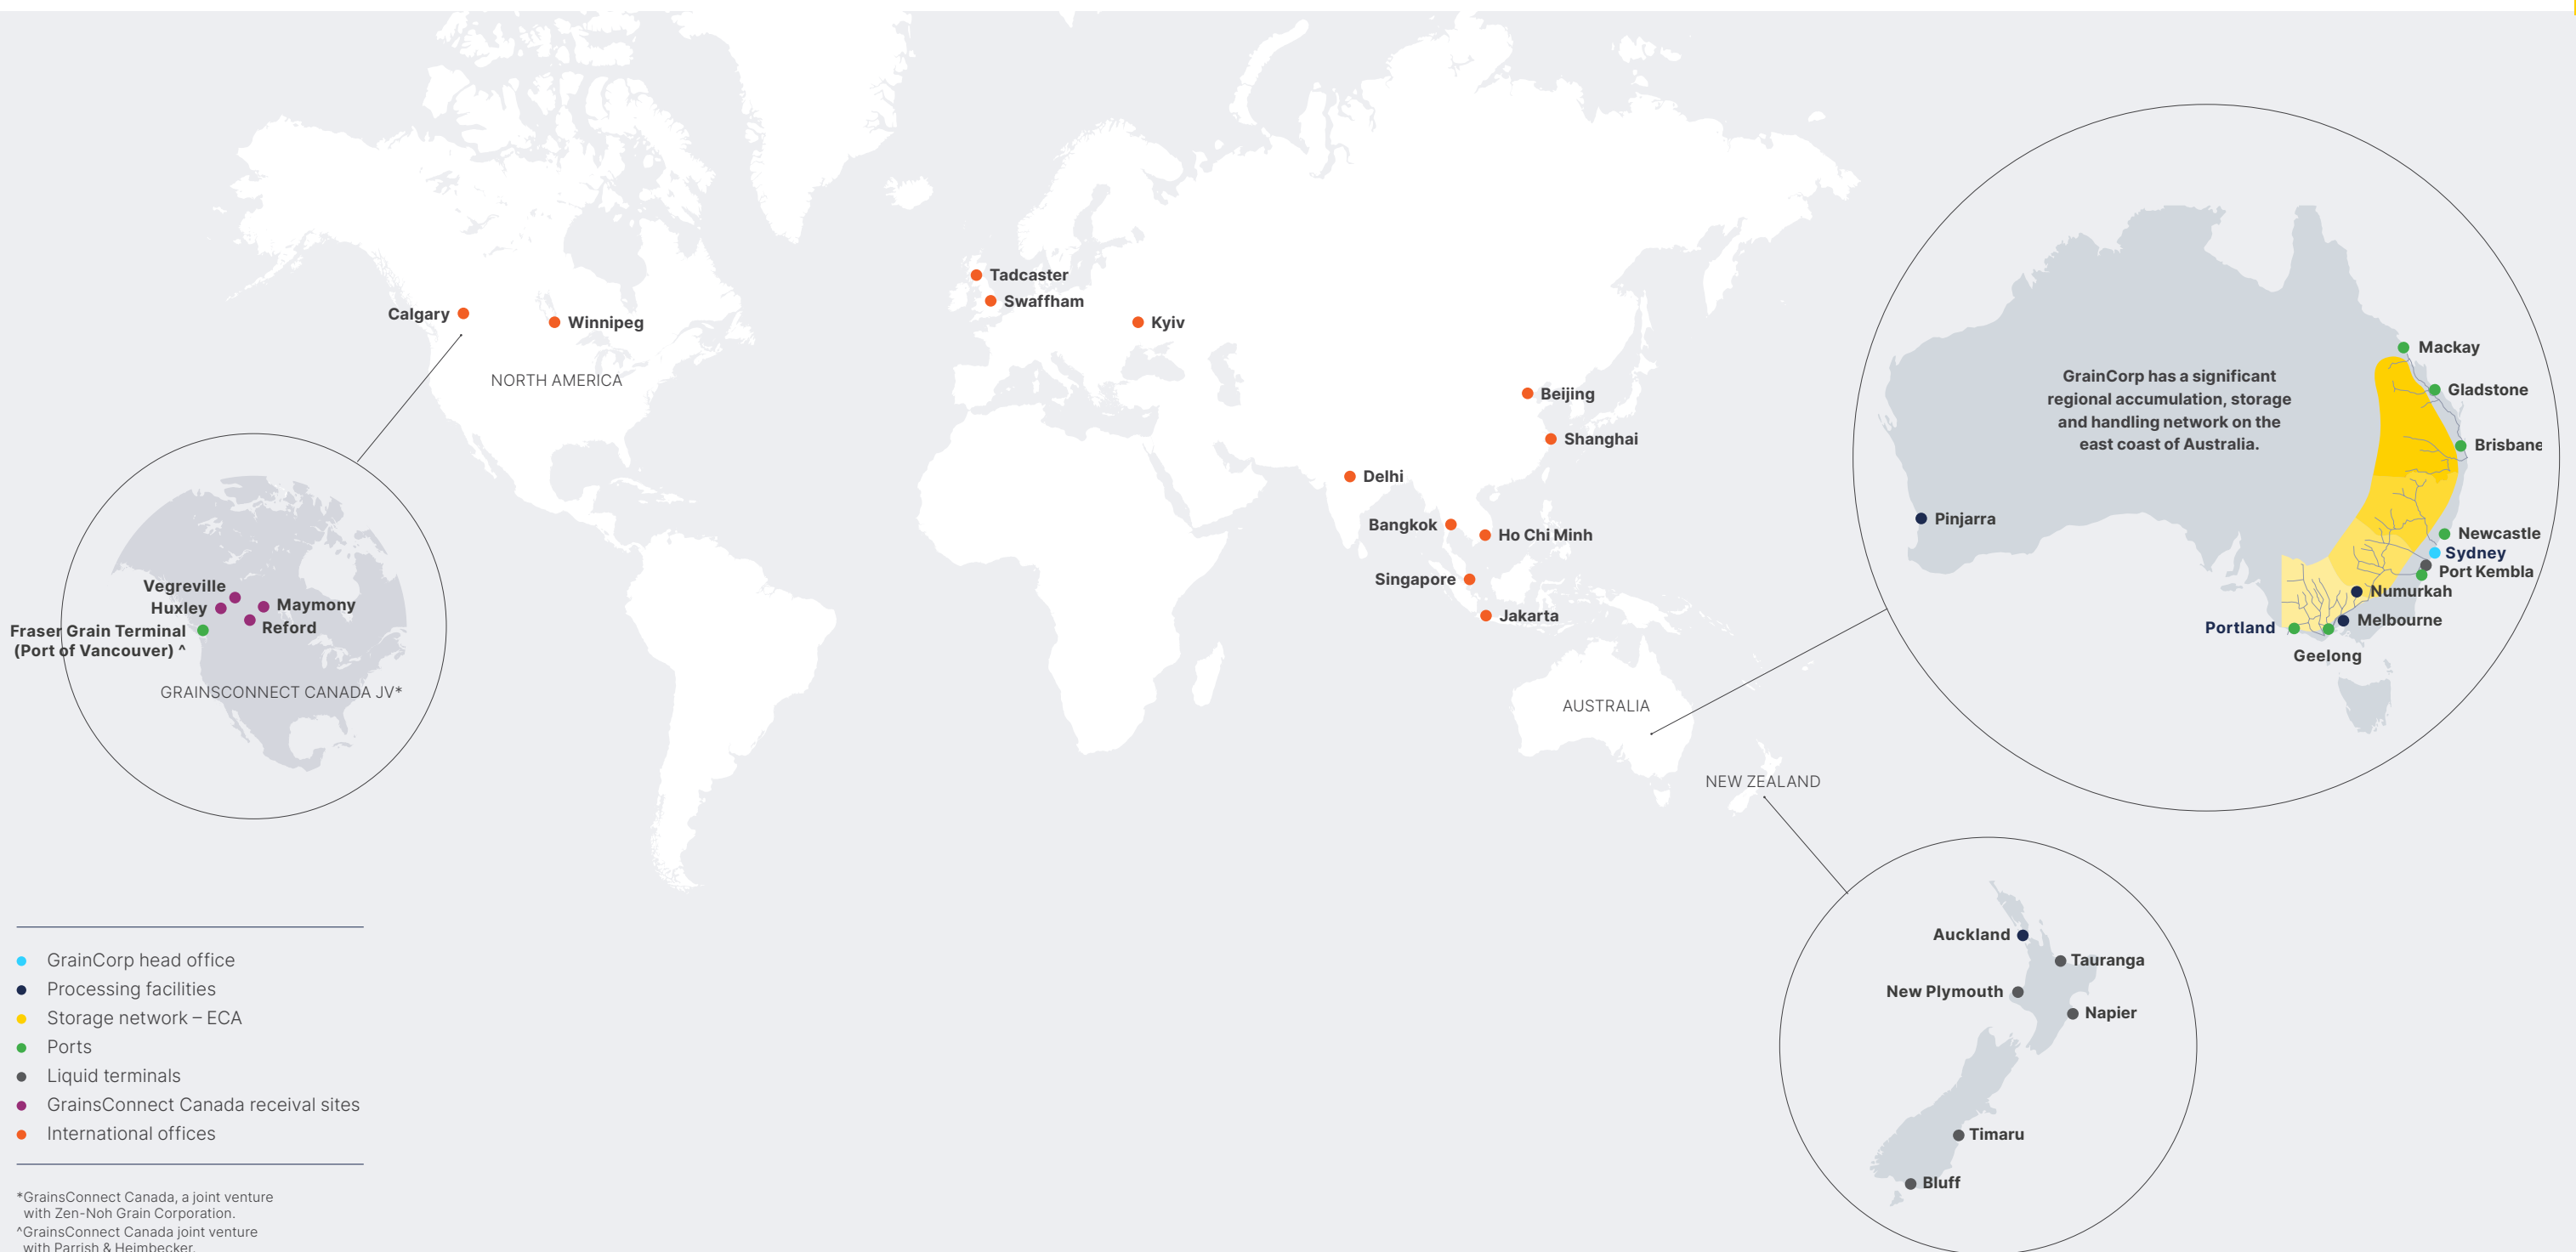 Tadcaster
Swaffham
Calgary
Winnipeg
Kyiv
NORTH AMERICA
Beijing
Shanghai
Delhi
Bangkok
Ho Chi Minh
Singapore
Jakarta
AUSTRALIA
NEW ZEALAND
Vegreville
Huxley
Maymony
Reford
Fraser Grain Terminal
(Port of Vancouver) ^
GRAINSCONNECT CANADA JV*
GrainCorp has a significant
regional accumulation, storage
and handling network on the
east coast of Australia.
Mackay
Gladstone
Brisbane
Pinjarra
Newcastle
Sydney
Port Kembla
Numurkah
Melbourne
Portland
Geelong
Auckland
Tauranga
New Plymouth
Napier
Timaru
Bluff
GrainCorp head office
Processing facilities
Storage network – ECA
Ports
Liquid terminals
GrainsConnect Canada receival sites
International offices
*GrainsConnect Canada, a joint venture
with Zen-Noh Grain Corporation.
^GrainsConnect Canada joint venture
with Parrish & Heimbecker.